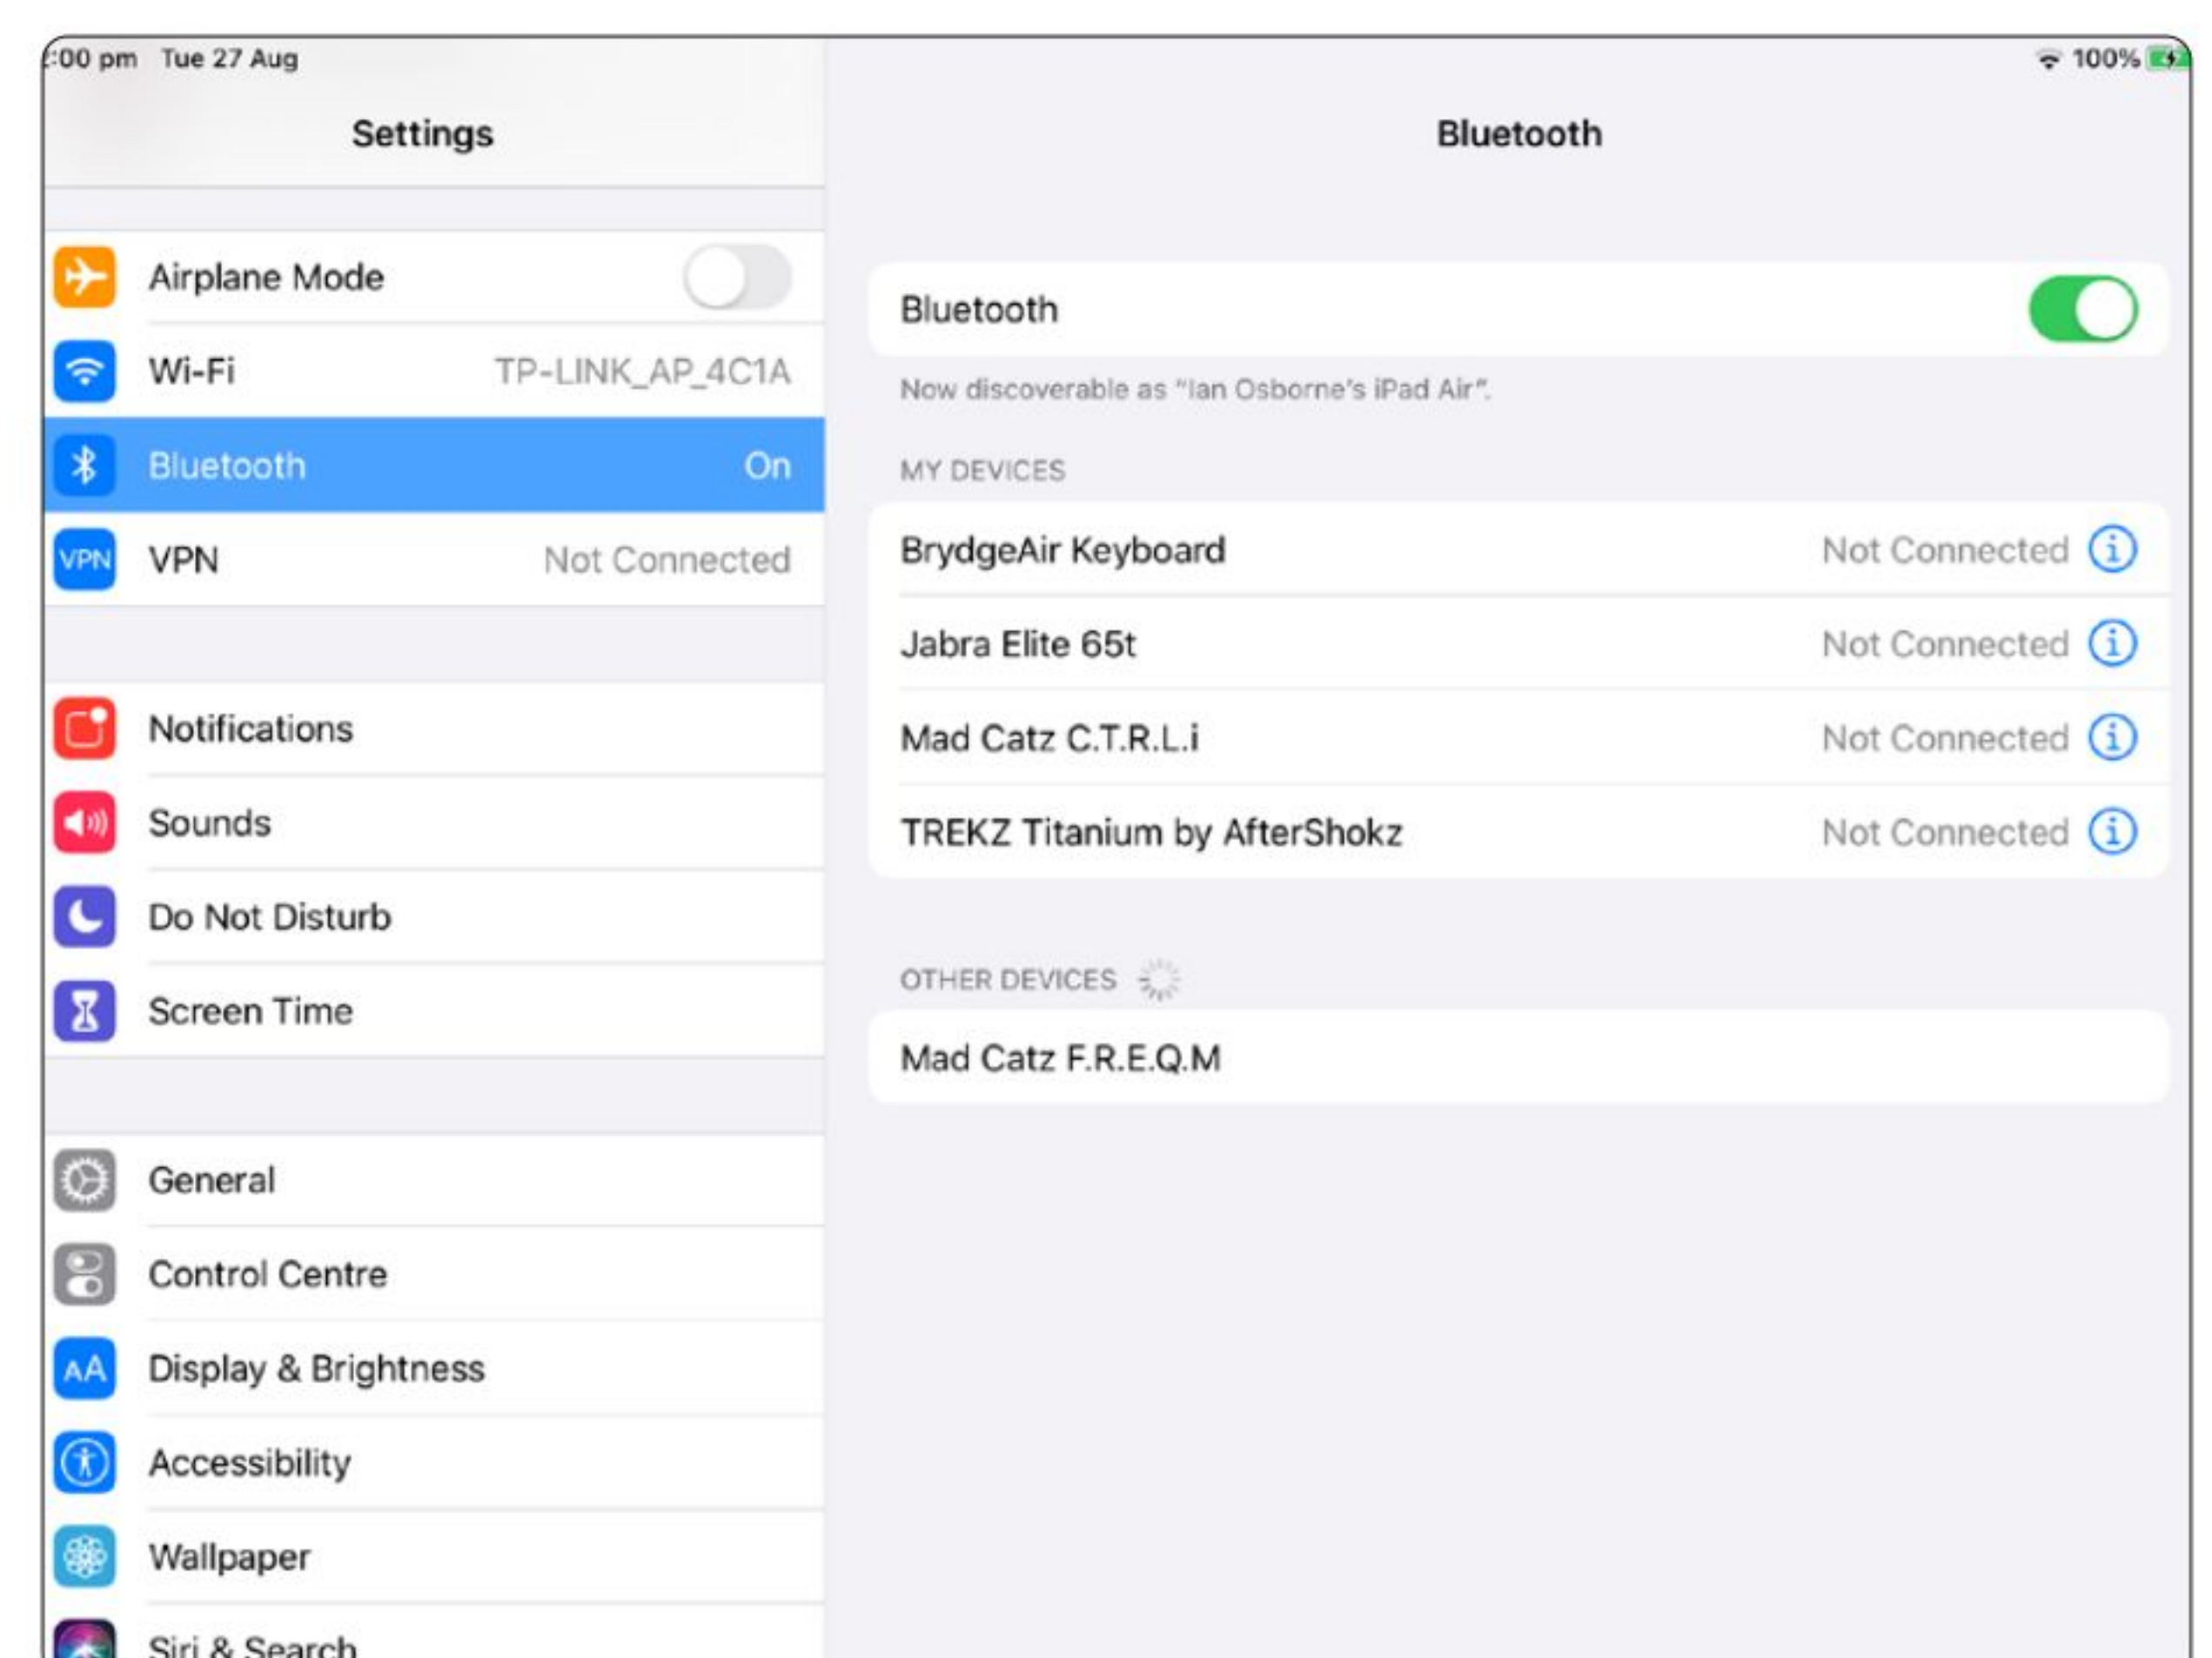 :00 pm Tue 27 Aug
100%
Settings
Airplane Mode
Wi-Fi TP-LINK_AP_4C1A
Bluetooth On
VPN VPN Not Connected
Notifications
Sounds
Do Not Disturb
Screen Time
General
Control Centre
AA Display & Brightness
Accessibility
Wallpaper
Siri & Search
Bluetooth
Bluetooth
Now discoverable as “Ian Osborne’s iPad Air”.
MY DEVICES
BrydgeAir Keyboard Not Connected i
Jabra Elite 65t Not Connected i
Mad Catz C.T.R.L.i Not Connected i
TREKZ Titanium by AfterShokz Not Connected i
OTHER DEVICES
Mad Catz F.R.E.Q.M